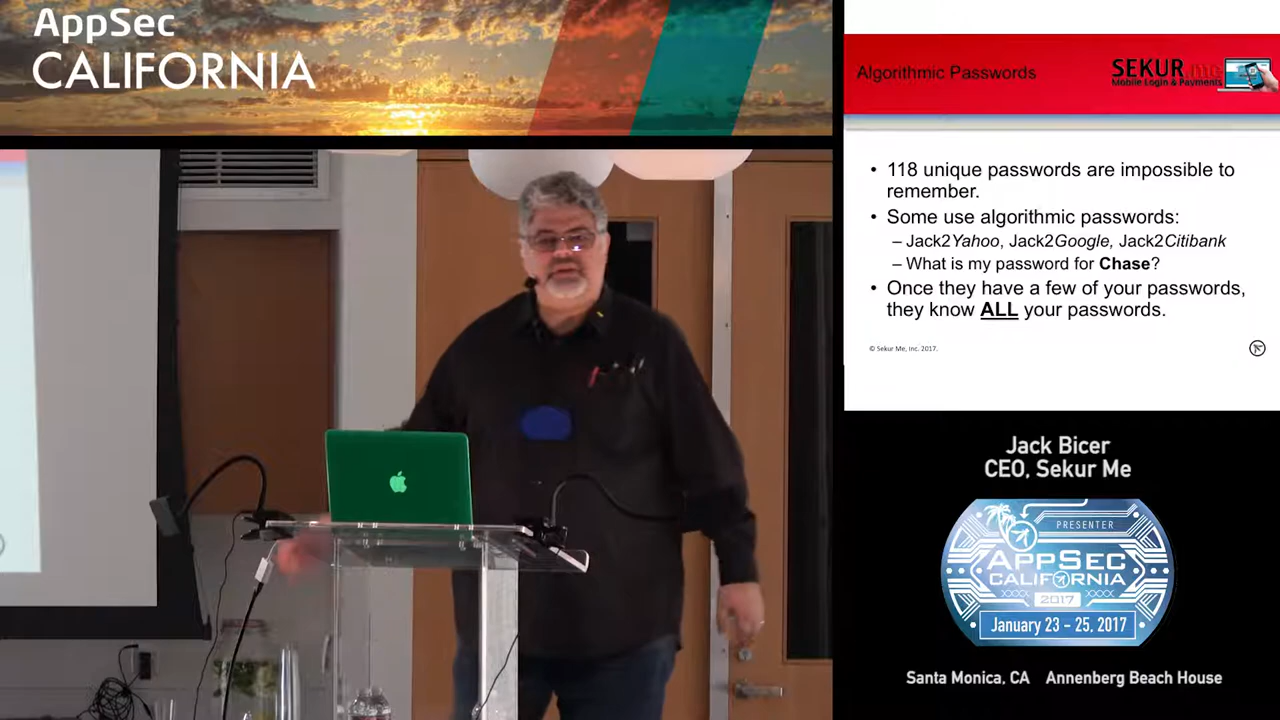 AppSec
CALIFORNIA
Algorithmic Passwords
SEKUR.me
Mobile Login & Payments
• 118 unique passwords are impossible to
remember.
• Some use algorithmic passwords:
– Jack2Yahoo, Jack2Google, Jack2Citibank
– What is my password for Chase?
• Once they have a few of your passwords,
they know ALL your passwords.
© Sekur Me, Inc. 2017.
Jack Bicer
CEO, Sekur Me
PRESENTER
APPSEC
CALIFORNIA
2017
January 23 - 25, 2017
Santa Monica, CA Annenberg Beach House